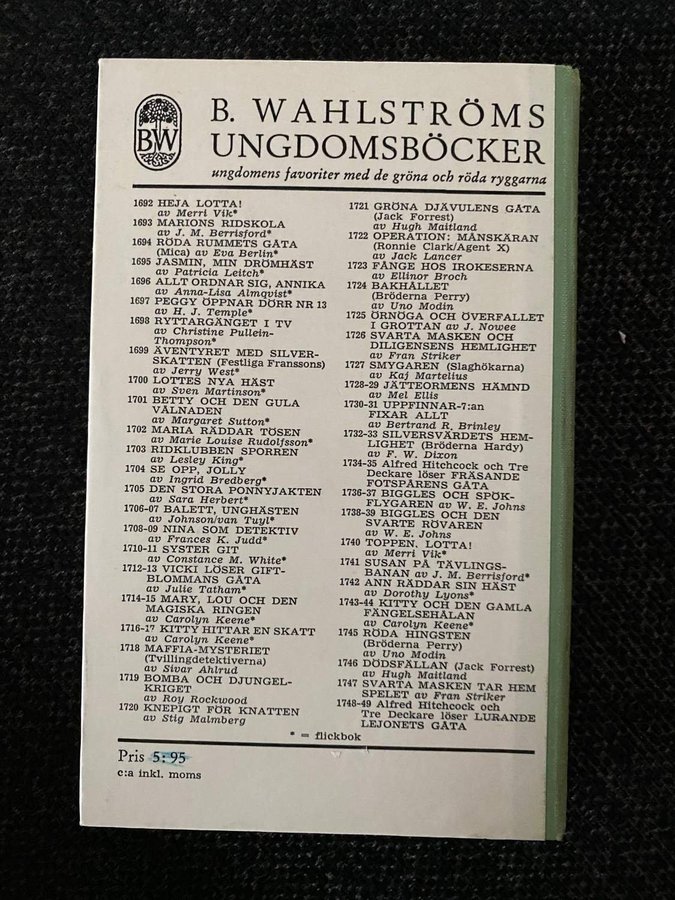 BW
B. WAHLSTRÖMS
UNGDOMSBÖCKER
ungdomens favoriter med de gröna och röda ryggarna
1692 HEJA LOTTA!
av Merri Vik*
1693 MARIONS RIDSKOLA
av J. M. Berrisford*
1694 RÖDA RUMMETS GÅTA
(Mica) av Eva Berlin*
1695 JASMIN, MIN DRÖMHÄST
av Patricia Leitch*
1696 ALLT ORDNAR SIG, ANNIKA
av Anna-Lisa Almqvist*
1697 PEGGY ÖPPNAR DÖRR NR 13
av H. J. Temple*
1698 RYTTARGÄNGET I TV
av Christine Pullein-
Thompson*
1699 ÄVENTYRET MED SILVER-
SKATTEN (Festliga Franssons)
av Jerry West*
1700 LOTTES NYA HÄST
av Sven Martinson*
1701 BETTY OCH DEN GULA
VÅLNADEN
av Margaret Sutton*
1702 MARIA RÄDDAR TÖSEN
av Marie Louise Rudolfsson*
1703 RIDKLUBBEN SPORREN
av Lesley King*
1704 SE OPP, JOLLY
av Ingrid Bredberg*
1705 DEN STORA PONNYJAKTEN
av Sara Herbert*
1706-07 BALETT, UNGHÄSTEN
av Johnson/van Tuyl*
1708-09 NINA SOM DETEKTIV
av Frances K. Judd*
1710-11 SYSTER GIT
av Constance M. White*
1712-13 VICKI LÖSER GIFT-
BLOMMANS GÅTA
av Julie Tatham*
1714-15 MARY, LOU OCH DEN
MAGISKA RINGEN
av Carolyn Keene*
1716-17 KITTY HITTAR EN SKATT
av Carolyn Keene*
1718 MAFFIA-MYSTERIET
(Tvillingdetektiverna)
av Sivar Ahlrud
1719 BOMBA OCH DJUNGEL-
KRIGET
av Roy Rockwood
1720 KNEPIGT FÖR KNATTEN
av Stig Malmberg
1721 GRÖNA DJÄVULENS GÅTA
(Jack Forrest)
av Hugh Maitland
1722 OPERATION: MÅNSKÄRAN
(Ronnie Clark/Agent X)
av Jack Lancer
1723 FÅNGE HOS IROKESERNA
av Ellinor Broch
1724 BAKHÅLLET
(Bröderna Perry)
av Uno Modin
1725 ÖRNÖGA OCH ÖVERFALLET
I GROTTAN av J. Nowee
1726 SVARTA MASKEN OCH
DILIGENSENS HEMLIGHET
av Fran Striker
1727 SMYGAREN (Slaghökarna)
av Kaj Martelius
1728-29 JÄTTEORMENS HÄMND
av Mel Ellis
1730-31 UPPFINNAR-7:an
FIXAR ALLT
av Bertrand R. Brinley
1732-33 SILVERSVÄRDETS HEM-
LIGHET (Bröderna Hardy)
av F. W. Dixon
1734-35 Alfred Hitchcock och Tre
Deckare löser FRÄSANDE
FOTSPÅRENS GÅTA
1736-37 BIGGLES OCH SPÖK-
FLYGAREN av W. E. Johns
1738-39 BIGGLES OCH DEN
SVARTE RÖVAREN
av W. E. Johns
1740 TOPPEN, LOTTA!
av Merri Vik*
1741 SUSAN PÅ TÄVLINGS-
BANAN av J. M. Berrisford*
1742 ANN RÄDDAR SIN HÄST
av Dorothy Lyons*
1743-44 KITTY OCH DEN GAMLA
FÄNGELSEHÅLAN
av Carolyn Keene*
1745 RÖDA HINGSTEN
(Bröderna Perry)
av Uno Modin
1746 DÖDSFÄLLAN (Jack Forrest)
av Hugh Maitland
1747 SVARTA MASKEN TAR HEM
SPELET av Fran Striker
1748-49 Alfred Hitchcock och
Tre Deckare löser LURANDE
LEJONETS GÅTA
* = flickbok
Pris 5:95
c:a inkl. moms